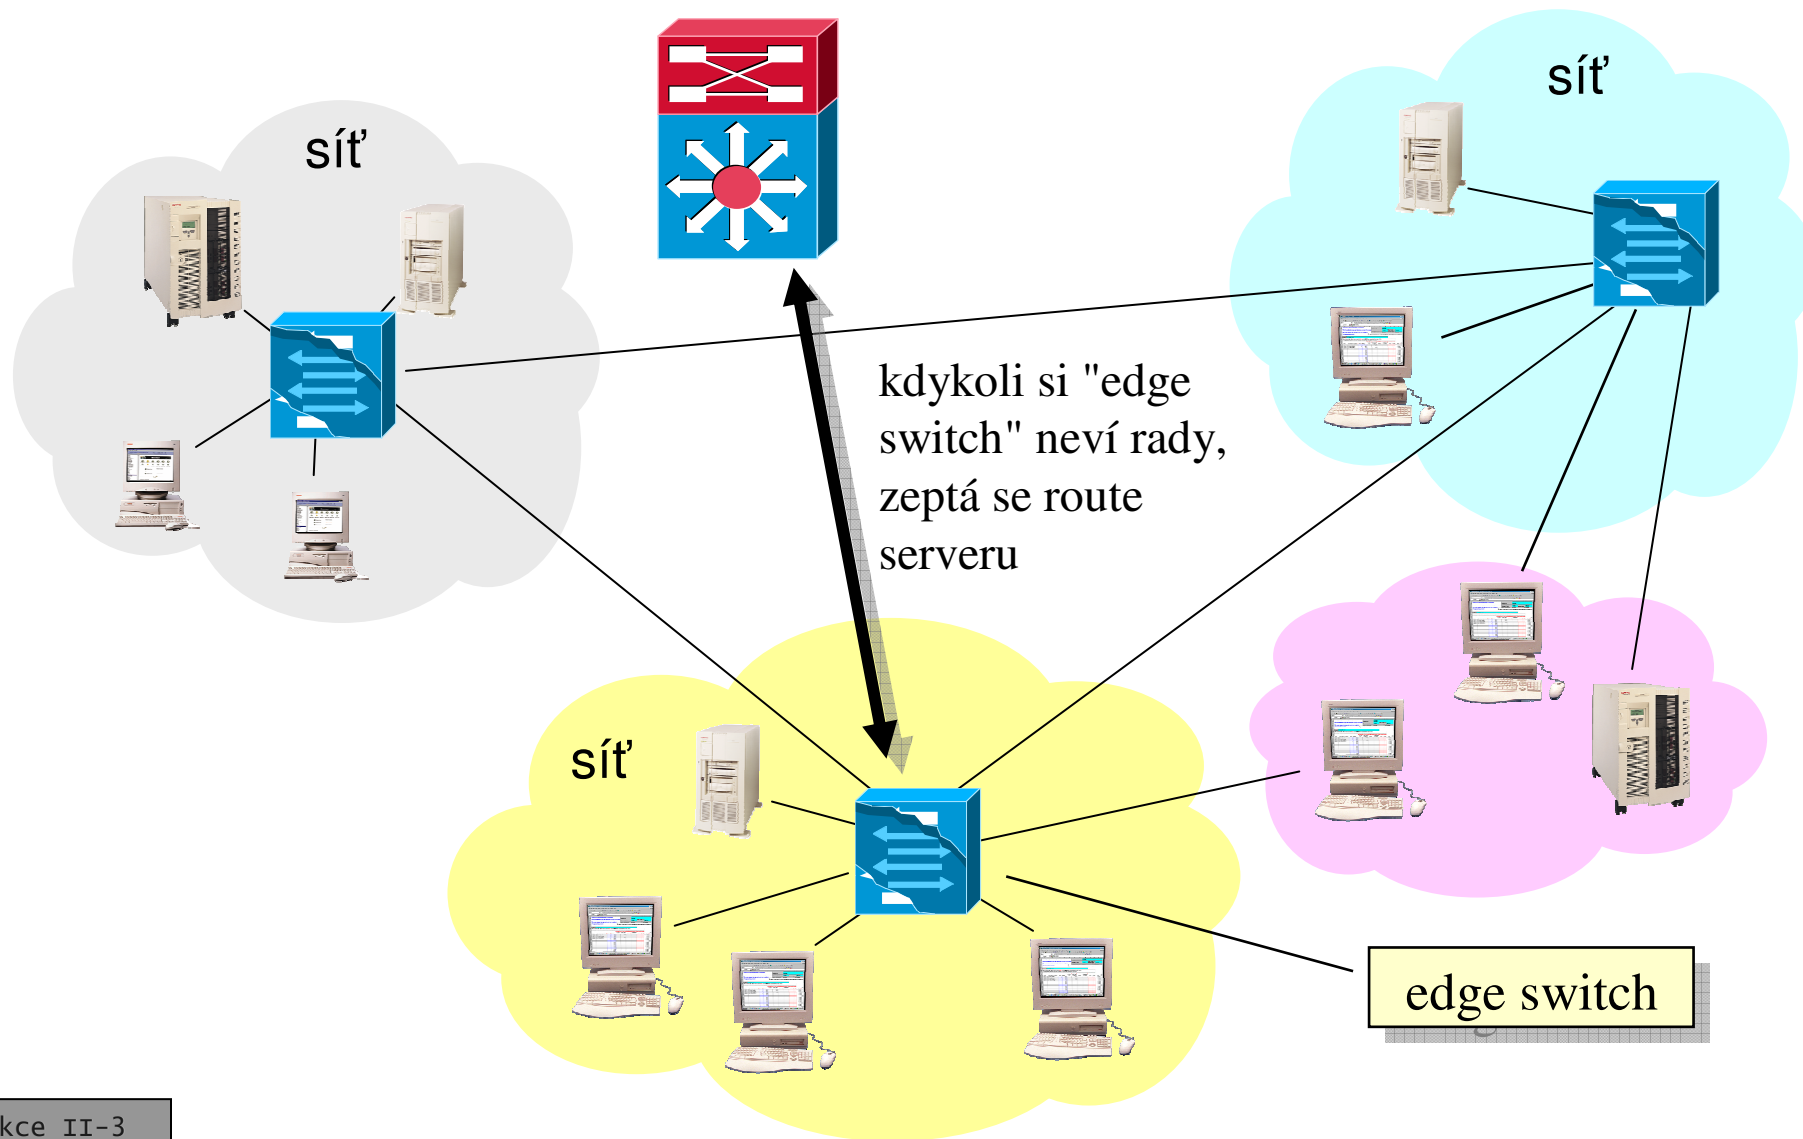 síť
síť
kdykoli si "edge
switch" neví rady,
zeptá se route
serveru
síť
edge switch
kce II-3